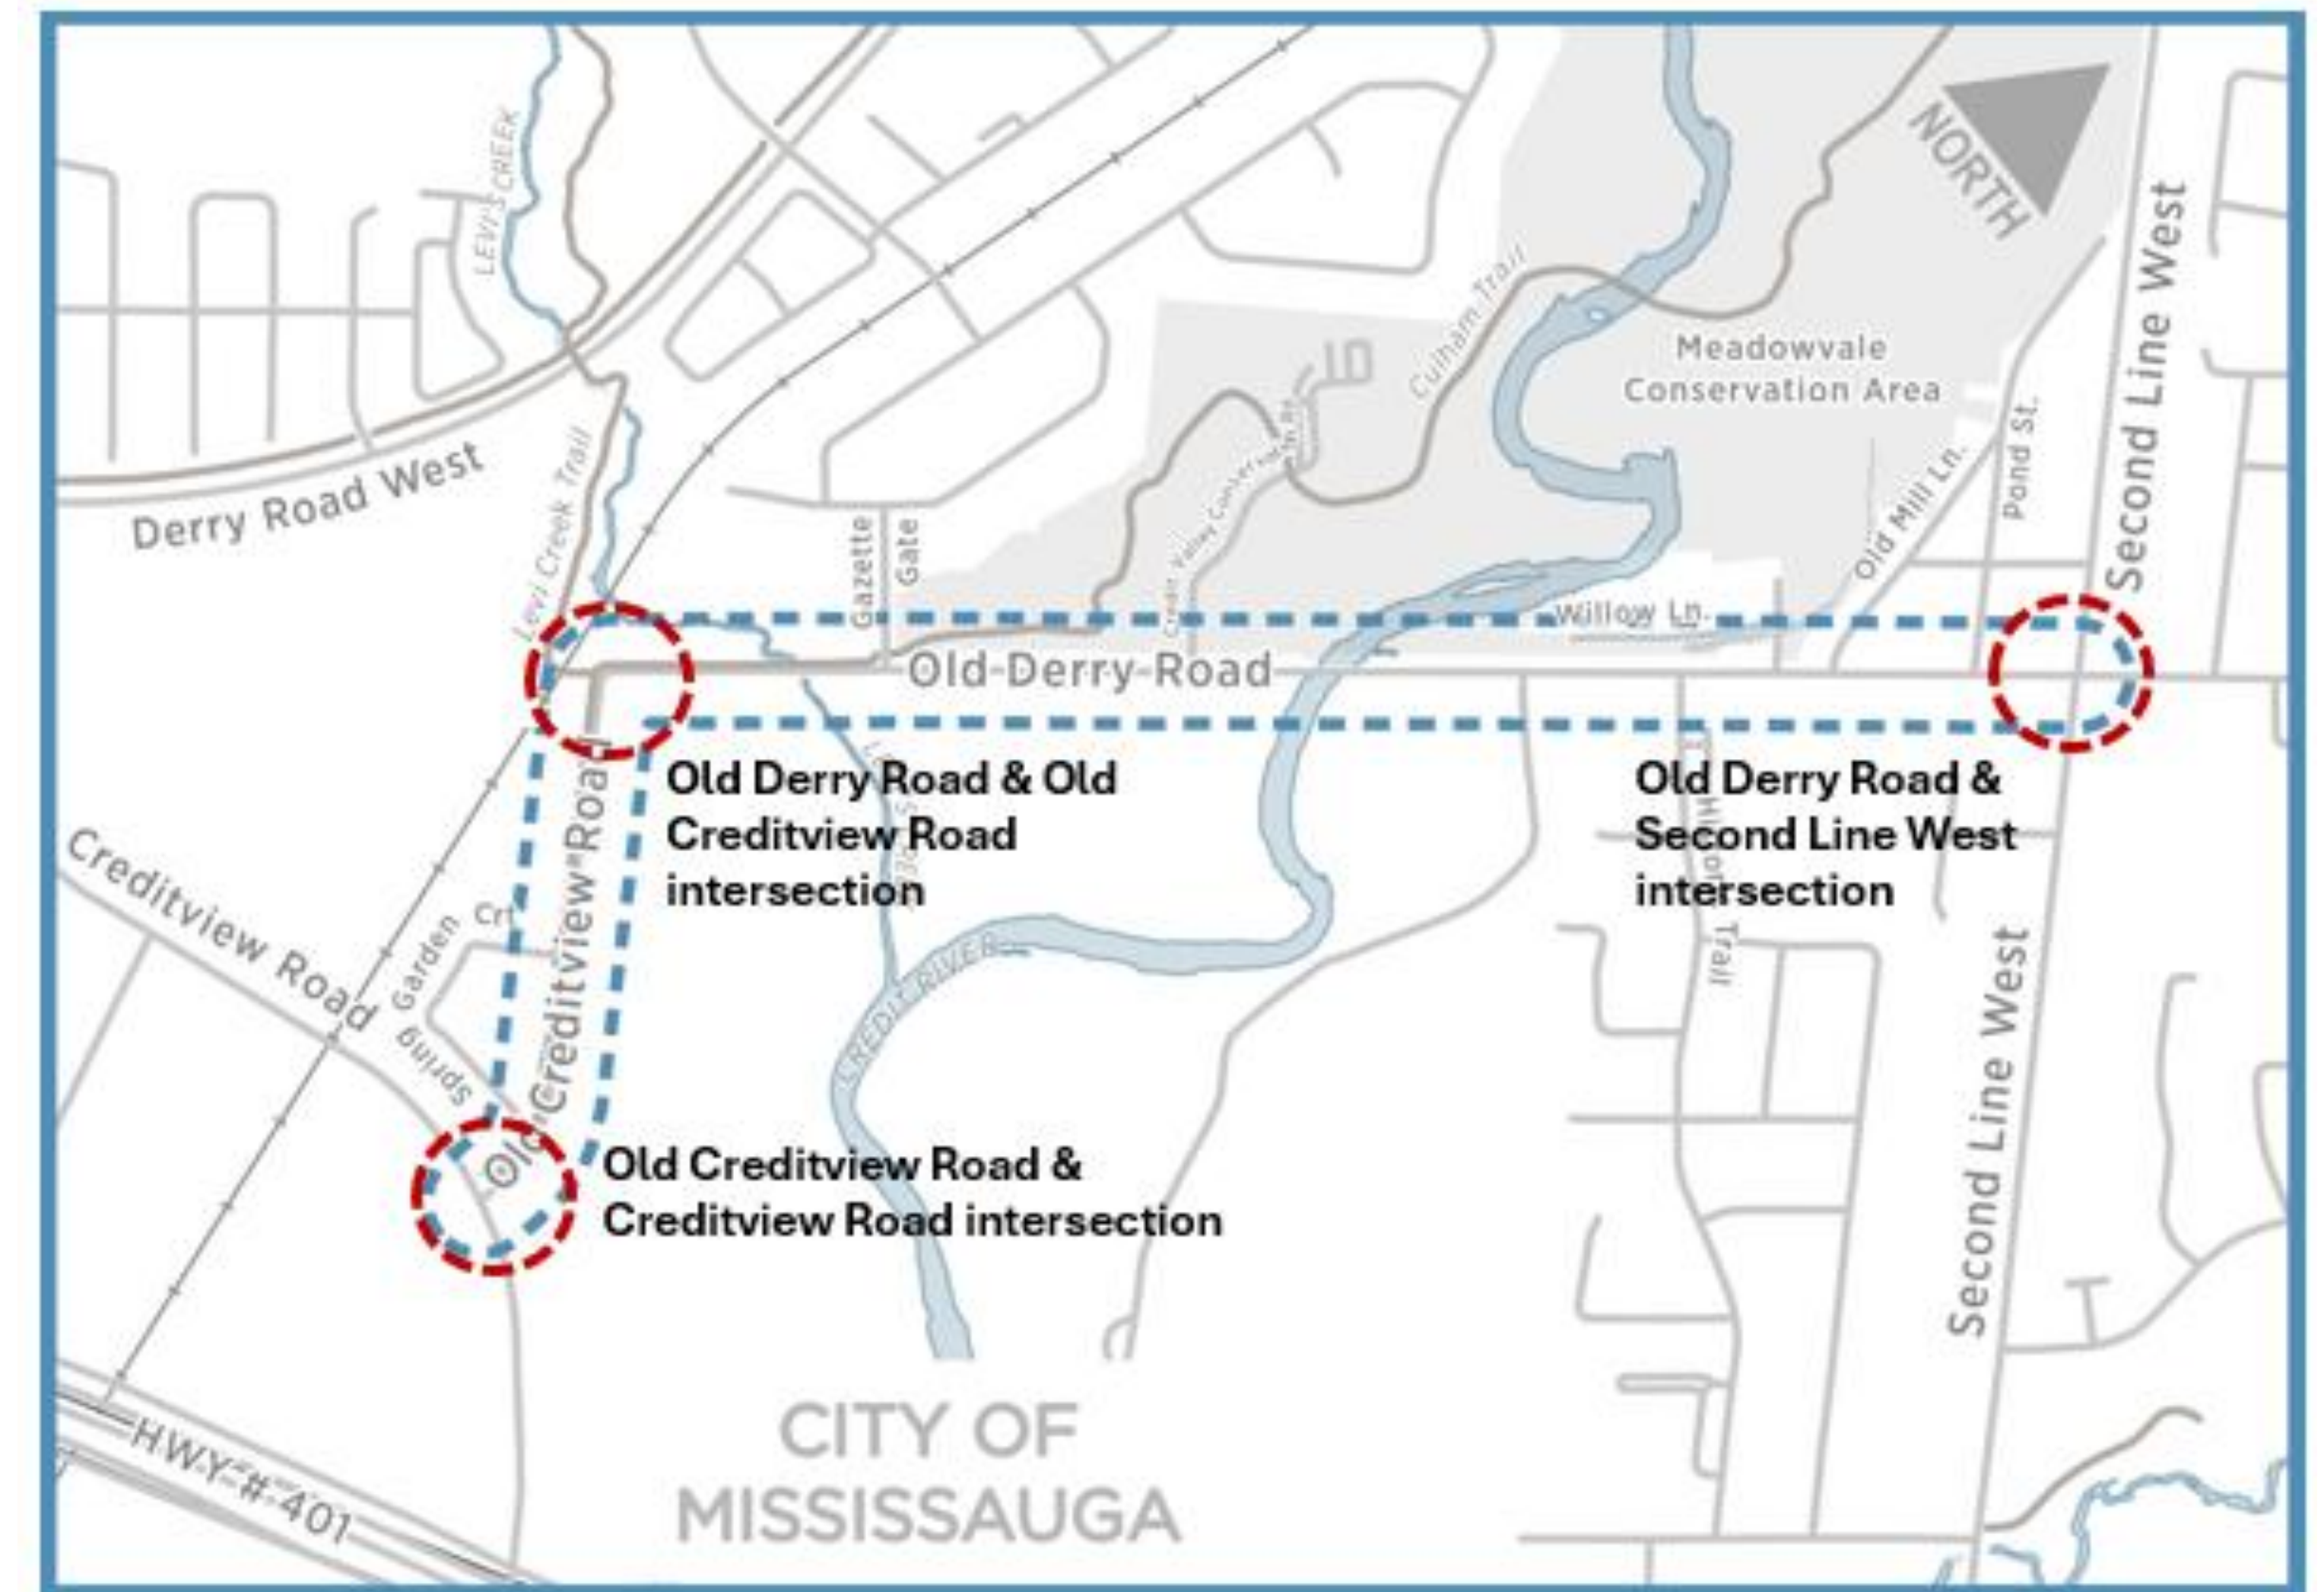 LEVI'S CREEK
NORTH
Second Line West
Culham Trail
Meadowvale
Conservation Area
Derry Road West
Levi Creek Trail
Pond St.
Old Mill Ln.
Gazette
Gate
Credit Valley
Willow Ln.
Old Derry Road
Old Derry Road & Old
Creditview Road
intersection
Old Derry Road &
Second Line West
intersection
Creditview Road
Old Creditview Road
Spring Garden Crt
CREDIT RIVER
Trail
Second Line West
Old Creditview Road &
Creditview Road intersection
HWY # 401
CITY OF
MISSISSAUGA